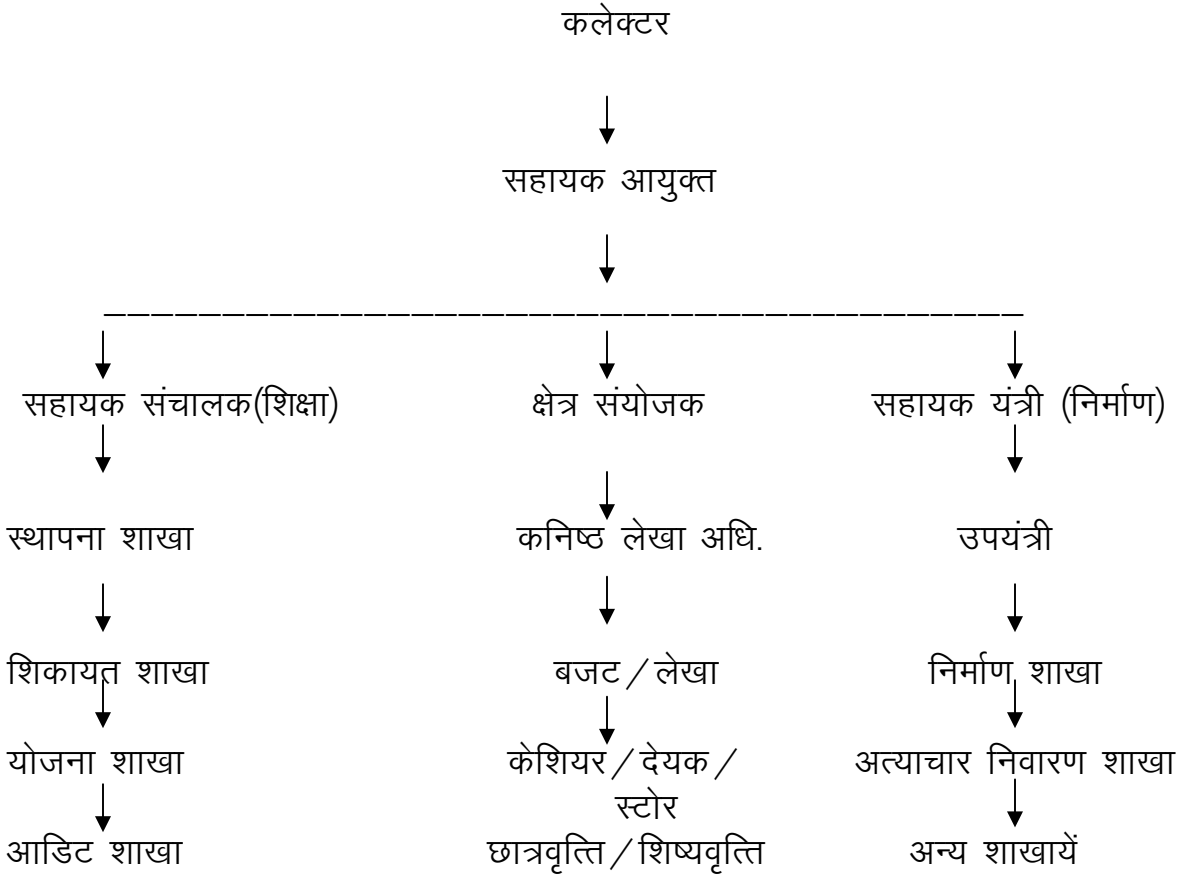 कलेक्टर
सहायक आयुक्त
सहायक संचालक(शिक्षा) क्षेत्र संयोजक सहायक यंत्री (निर्माण)
स्थापना शाखा कनिष्ठ लेखा अधि. उपयंत्री
शिकायत शाखा बजट / लेखा निर्माण शाखा
योजना शाखा केशियर / देयक / अत्याचार निवारण शाखा
स्टोर
आडिट शाखा छात्रवृत्ति / शिष्यवृत्ति अन्य शाखायें